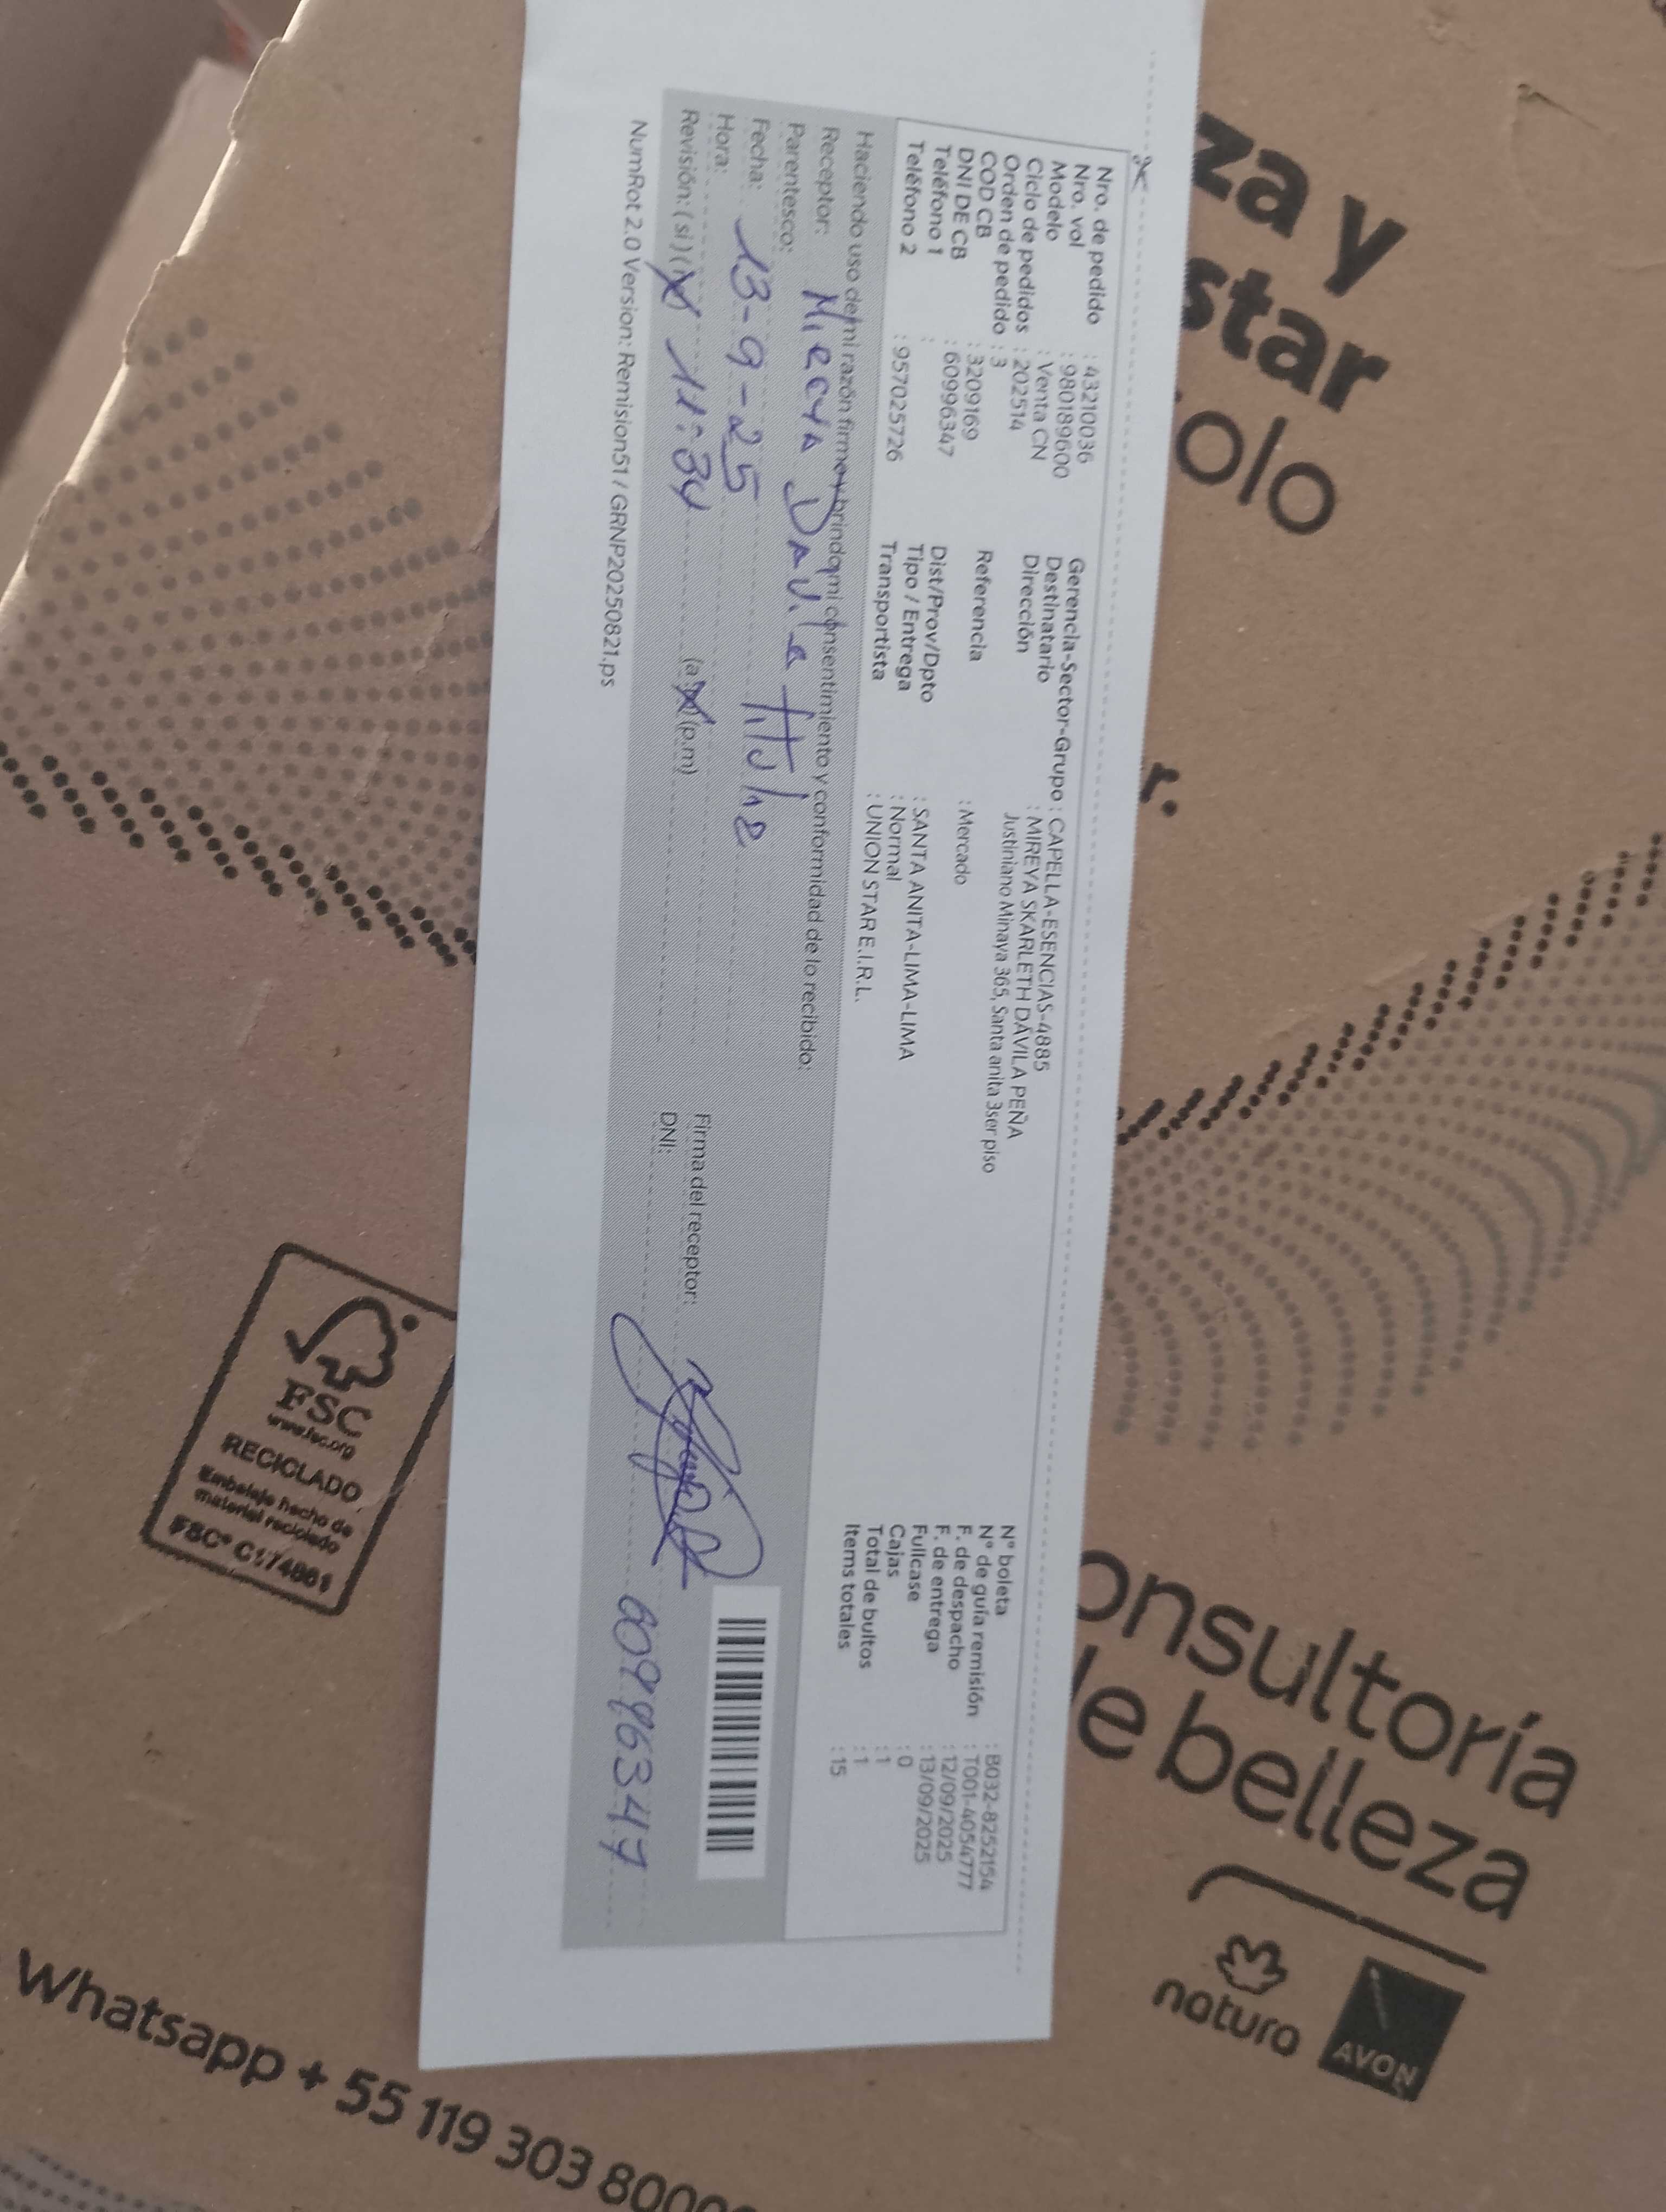 za y
star
olo
r.
Nro. de pedido : 43210036
Nro. vol : 980189600
Modelo : Venta CN
Ciclo de pedidos : 202514
Orden de pedido : 3
COD CB : 3209169
DNI DE CB : 60996347
Teléfono 1 :
Teléfono 2 : 957025726
Gerencia-Sector-Grupo : CAPELLA-ESENCIAS-4885
Destinatario : MIREYA SKARLETH DÁVILA PEÑA
Dirección Justiniano Minaya 365, Santa anita 3ser piso
Referencia : Mercado
Dist/Prov/Dpto : SANTA ANITA-LIMA-LIMA
Tipo / Entrega : Normal
Transportista : UNION STAR E.I.R.L.
N° boleta : B032-8252154
N° de guía remisión : T001-4054777
F. de despacho : 12/09/2025
F. de entrega : 13/09/2025
Fullcase : 0
Cajas : 1
Total de bultos : 1
Items totales : 15
Haciendo uso de mi razón firmo y brindo mi consentimiento y conformidad de lo recibido:
Receptor: Davila
Parentesco: titular
Fecha: 13-9-25
Hora: 11:34 (a.m) (p.m)
Revisión: (si) (
Firma del receptor:
DNI: 60996347
NumRot 2.0 Version: Remision51 / GRNP20250821.ps
onsultoría
de belleza
natura
AVON
FSC
www.fsc.org
RECICLADO
Embalaje hecho de
material reciclado
FSC® C174861
Whatsapp + 55 119 303 8000